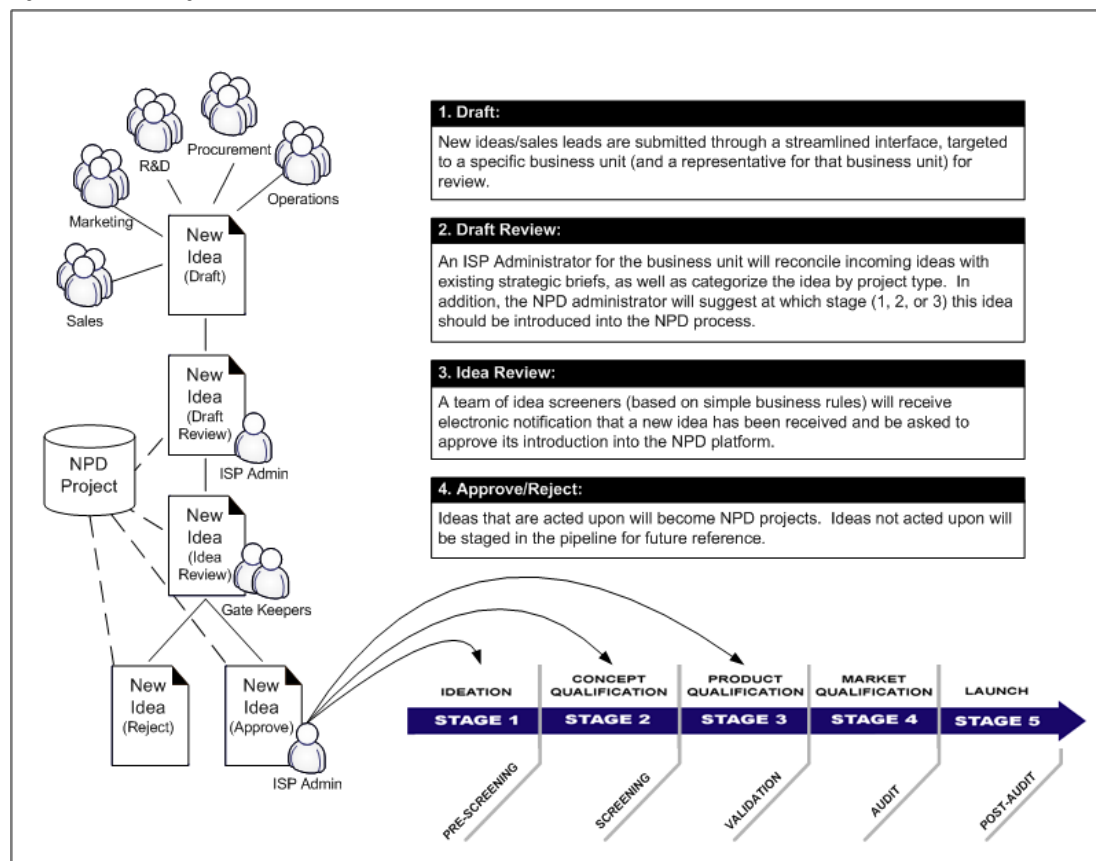 R&D
Procurement
Marketing
Operations
Sales
New
Idea
(Draft)
New
Idea
(Draft
Review)
ISP Admin
NPD
Project
New
Idea
(Idea
Review)
Gate Keepers
New
Idea
(Reject)
New
Idea
(Approve)
ISP Admin
1. Draft:
New ideas/sales leads are submitted through a streamlined interface, targeted
to a specific business unit (and a representative for that business unit) for
review.
2. Draft Review:
An ISP Administrator for the business unit will reconcile incoming ideas with
existing strategic briefs, as well as categorize the idea by project type.  In
addition, the NPD administrator will suggest at which stage (1, 2, or 3) this idea
should be introduced into the NPD process.
3. Idea Review:
A team of idea screeners (based on simple business rules) will receive
electronic notification that a new idea has been received and be asked to
approve its introduction into the NPD platform.
4. Approve/Reject:
Ideas that are acted upon will become NPD projects.  Ideas not acted upon will
be staged in the pipeline for future reference.
IDEATION
CONCEPT
QUALIFICATION
PRODUCT
QUALIFICATION
MARKET
QUALIFICATION
LAUNCH
STAGE 1
STAGE 2
STAGE 3
STAGE 4
STAGE 5
PRE-SCREENING
SCREENING
VALIDATION
AUDIT
POST-AUDIT